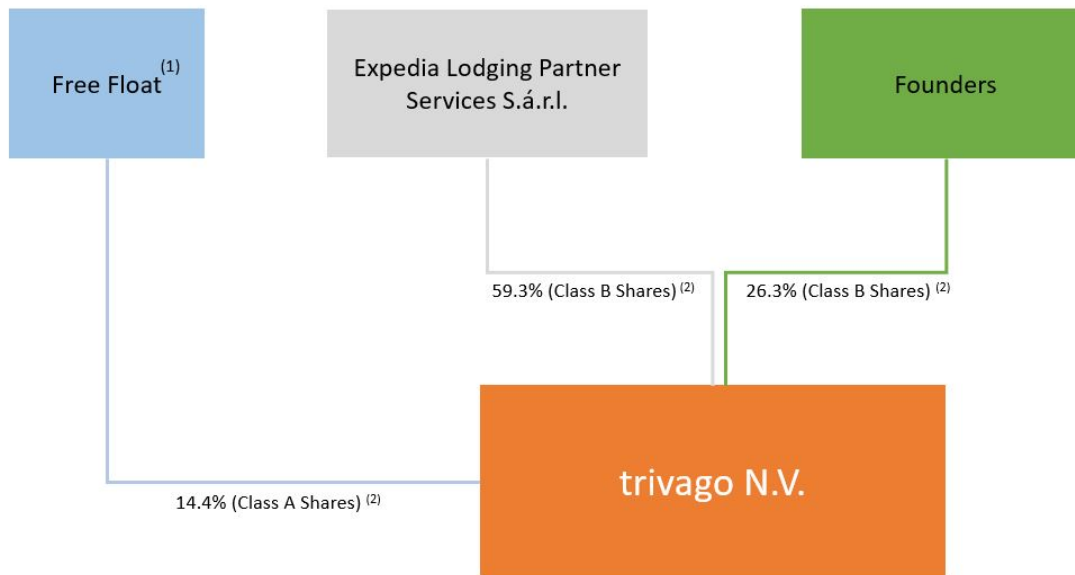 Free Float(1)
Expedia Lodging Partner
Services S.á.r.l.
Founders
59.3% (Class B Shares) (2)
26.3% (Class B Shares) (2)
trivago N.V.
14.4% (Class A Shares) (2)